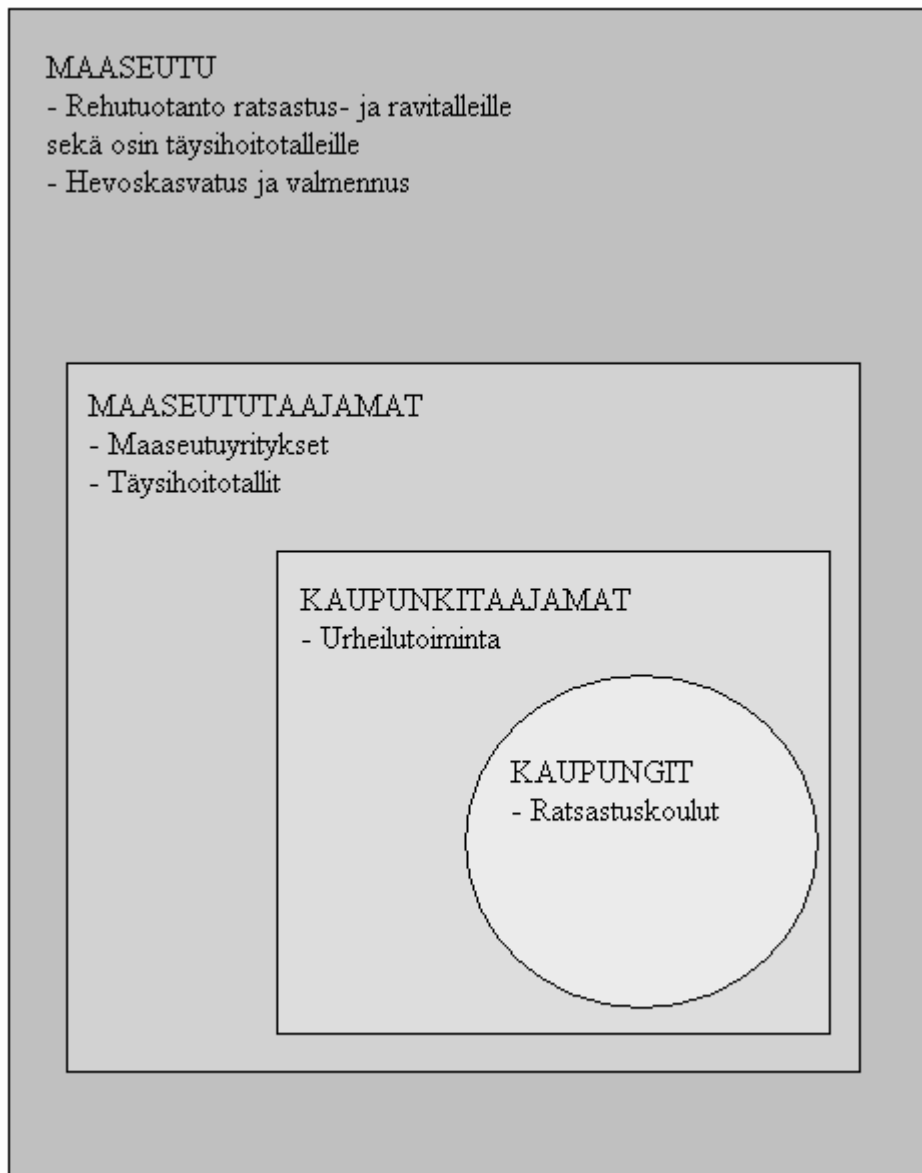 MAASEUTU
- Rehutuotanto ratsastus- ja ravitalleille
sekä osin täysihoitotalleille
- Hevoskasvatus ja valmennus
MAASEUTUTAAJAMAT
- Maaseutuyritykset
- Täysihoitotallit
KAUPUNKITAAJAMAT
- Urheilutoiminta
KAUPUNGIT
- Ratsastuskoulut